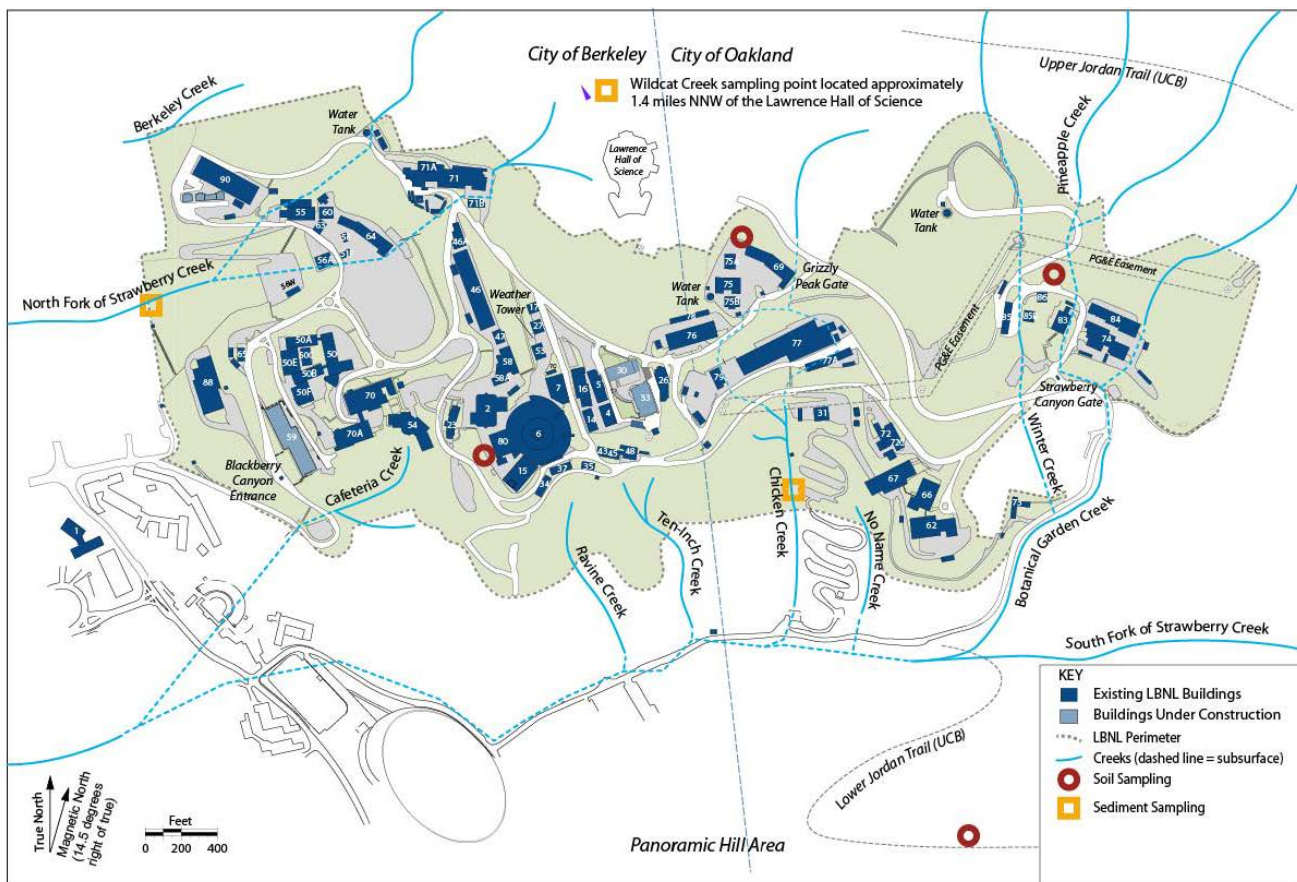 City of Berkeley
City of Oakland
Wildcat Creek sampling point located approximately
1.4 miles NNW of the Lawrence Hall of Science
Upper Jordan Trail (UCB)
Berkeley Creek
Water
Tank
Lawrence
Hall of
Science
Pineapple Creek
90
71A
71
71B
55
60
63
64
56A
56W
46A
46
North Fork of Strawberry Creek
Weather
Tower
Water
Tank
75A
69
75
75B
78
76
Grizzly
Peak Gate
Water
Tank
PG&E Easement
PG&E Easement
86
85
85B
83
84
74
17
27
47
53
58
58A
65
50A
50E
50C
50
50B
50F
88
59
70
70A
54
23
2
80
6
15
7
16
5
14
4
30
33
26
79
77
77A
31
72
72C
67
66
62
73
43
45
48
37
35
34
Strawberry
Canyon Gate
Blackberry
Canyon
Entrance
Cafeteria Creek
Ravine Creek
Ten-Inch Creek
Chicken Creek
No Name Creek
Winter Creek
Botanical Garden Creek
1
South Fork of Strawberry Creek
Lower Jordan Trail (UCB)
Panoramic Hill Area
True North
Magnetic North
(14.5 degrees
right of true)
Feet
0 200 400
KEY
Existing LBNL Buildings
Buildings Under Construction
LBNL Perimeter
Creeks (dashed line = subsurface)
Soil Sampling
Sediment Sampling